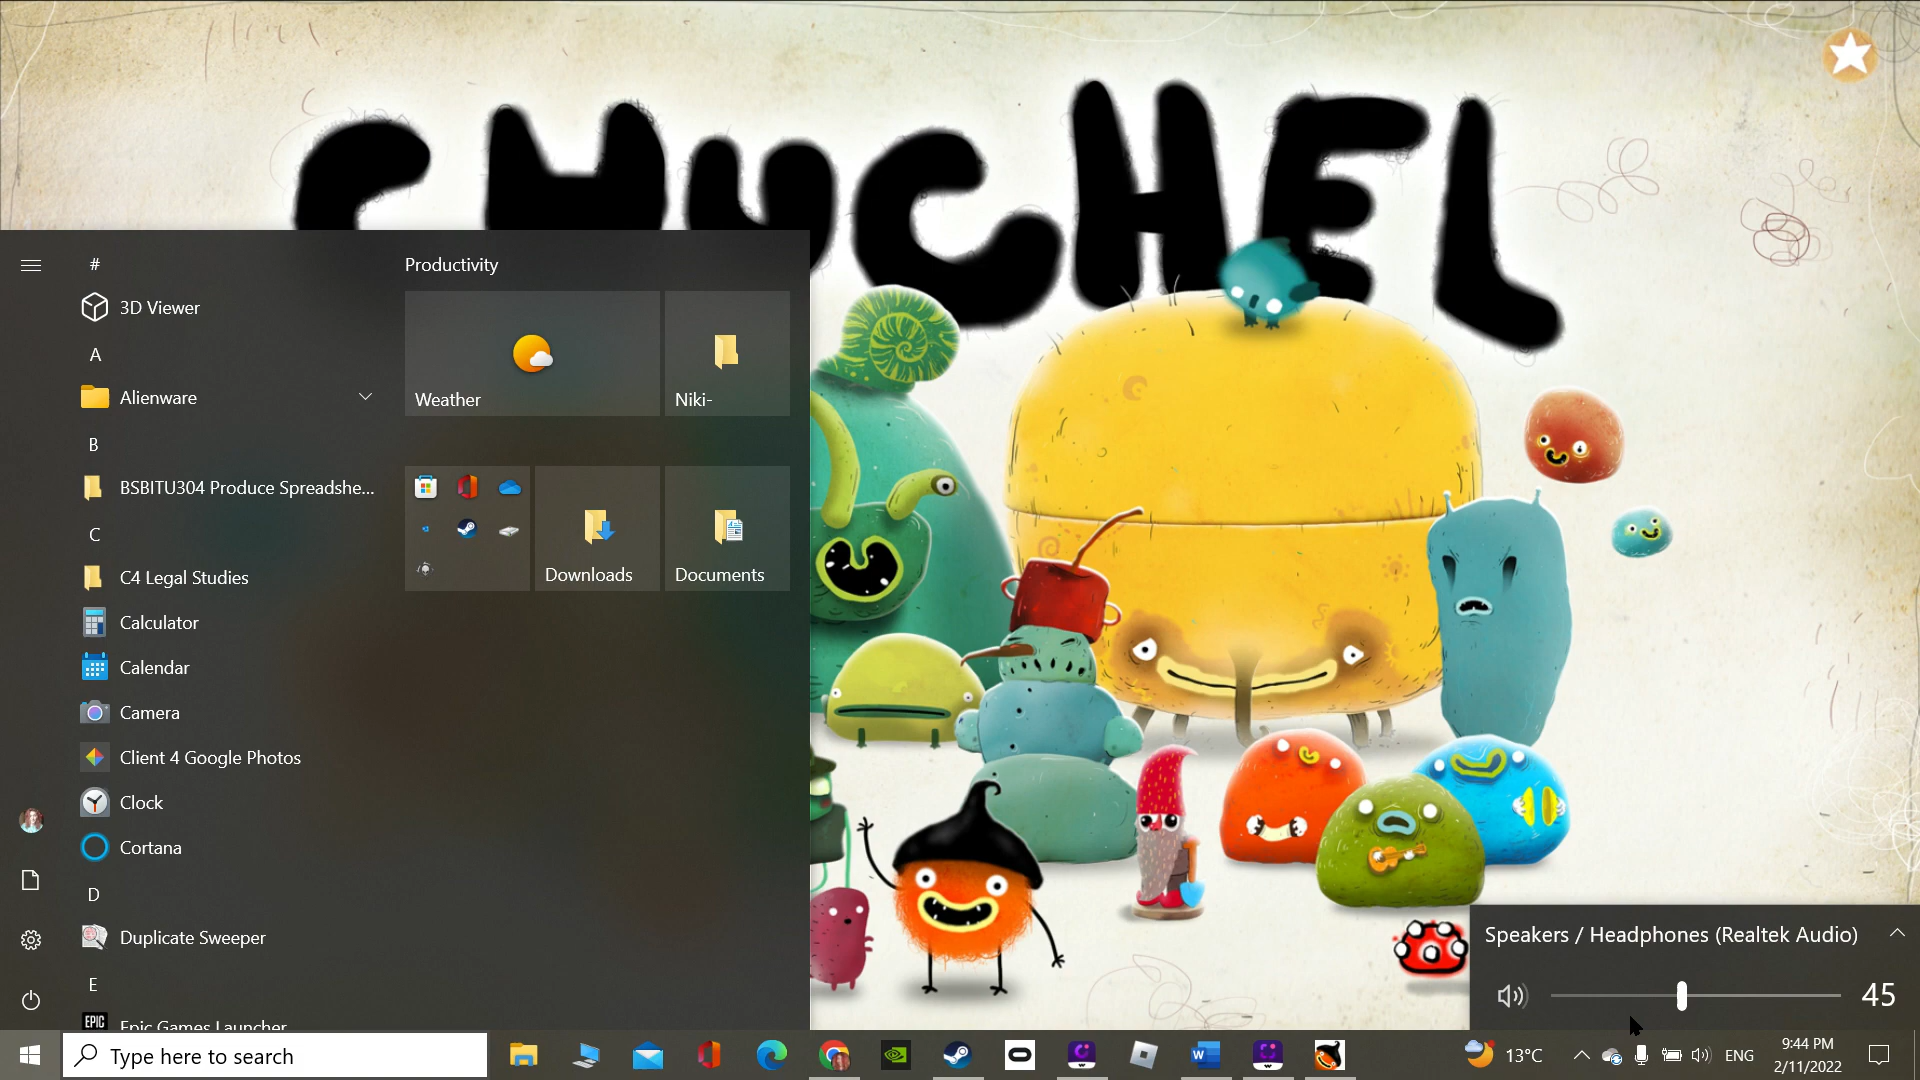 CHUCHEL
#
Productivity
3D Viewer
A
Alienware
Weather
Niki-
B
BSBITU304 Produce Spreadshe...
C
C4 Legal Studies
Downloads
Documents
Calculator
Calendar
Camera
Client 4 Google Photos
Clock
Cortana
D
Duplicate Sweeper
E
EPIC
Epic Games Launcher
Speakers / Headphones (Realtek Audio)
45
Type here to search
13°C
ENG
9:44 PM
2/11/2022